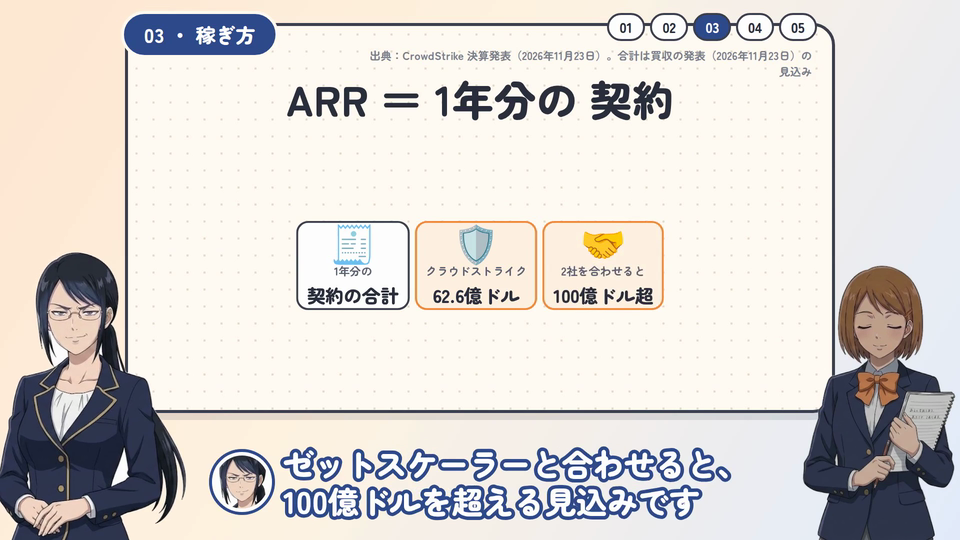 03 ・ 稼ぎ方
01 02 03 04 05
出典：CrowdStrike 決算発表（2026年11月23日）。合計は買収の発表（2026年11月23日）の
見込み
ARR ＝ 1年分の 契約
1年分の
契約の合計
クラウドストライク
62.6億ドル
2社を合わせると
100億ドル超
ゼットスケーラーと合わせると、
100億ドルを超える見込みです